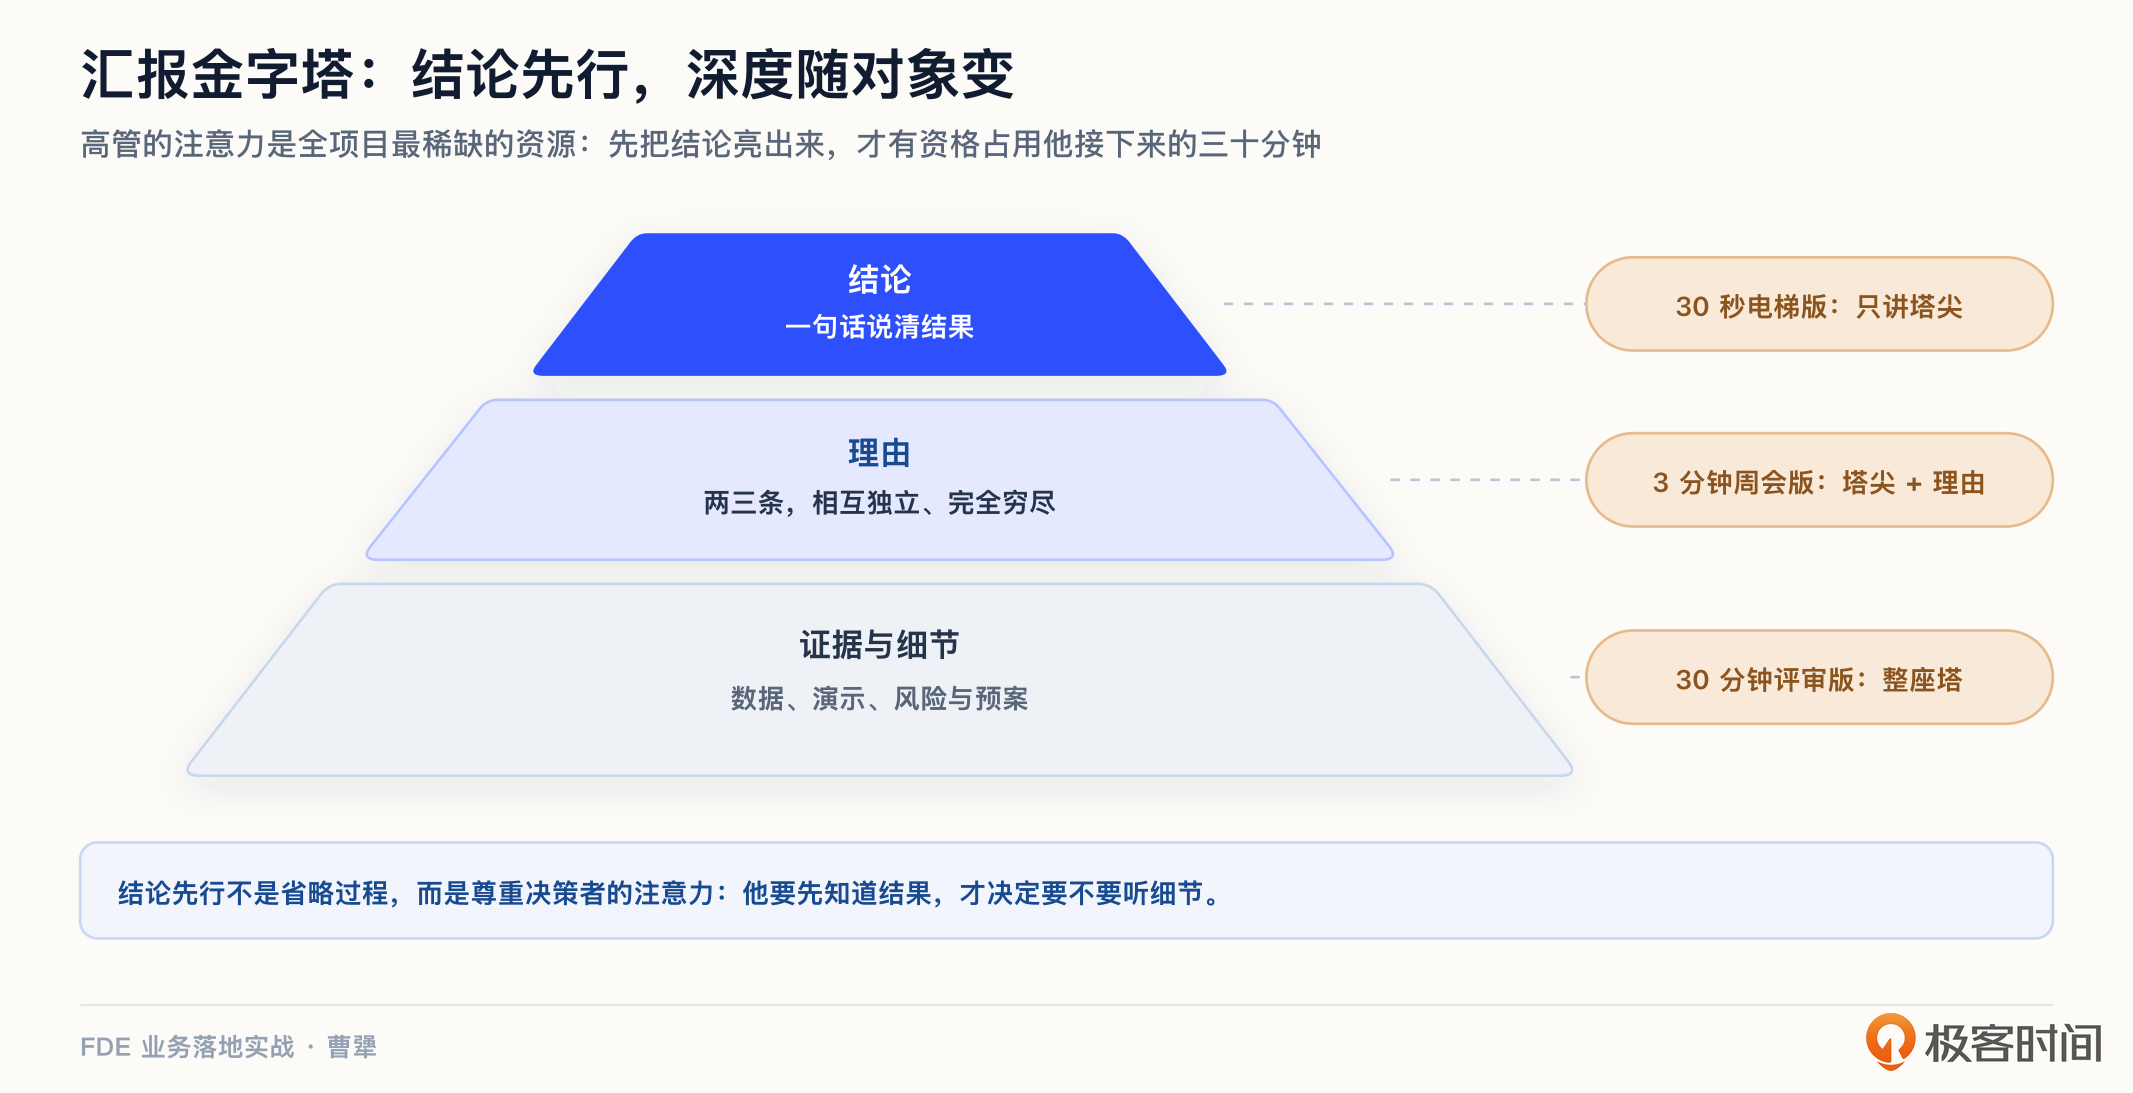 汇报金字塔：结论先行，深度随对象变
高管的注意力是全项目最稀缺的资源：先把结论亮出来，才有资格占用他接下来的三十分钟
结论
一句话说清结果
30 秒电梯版：只讲塔尖
理由
两三条，相互独立、完全穷尽
3 分钟周会版：塔尖 + 理由
证据与细节
数据、演示、风险与预案
30 分钟评审版：整座塔
结论先行不是省略过程，而是尊重决策者的注意力：他要先知道结果，才决定要不要听细节。
FDE 业务落地实战 · 曹犟
极客时间